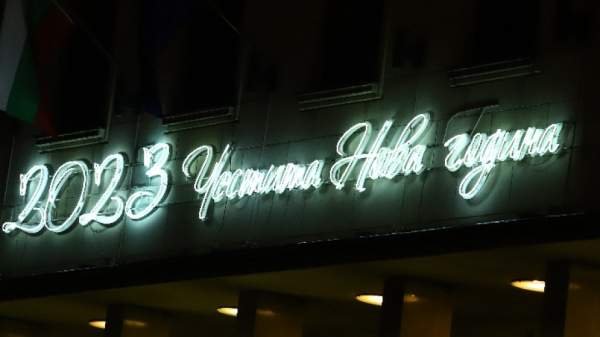 2023 Честита Нова година